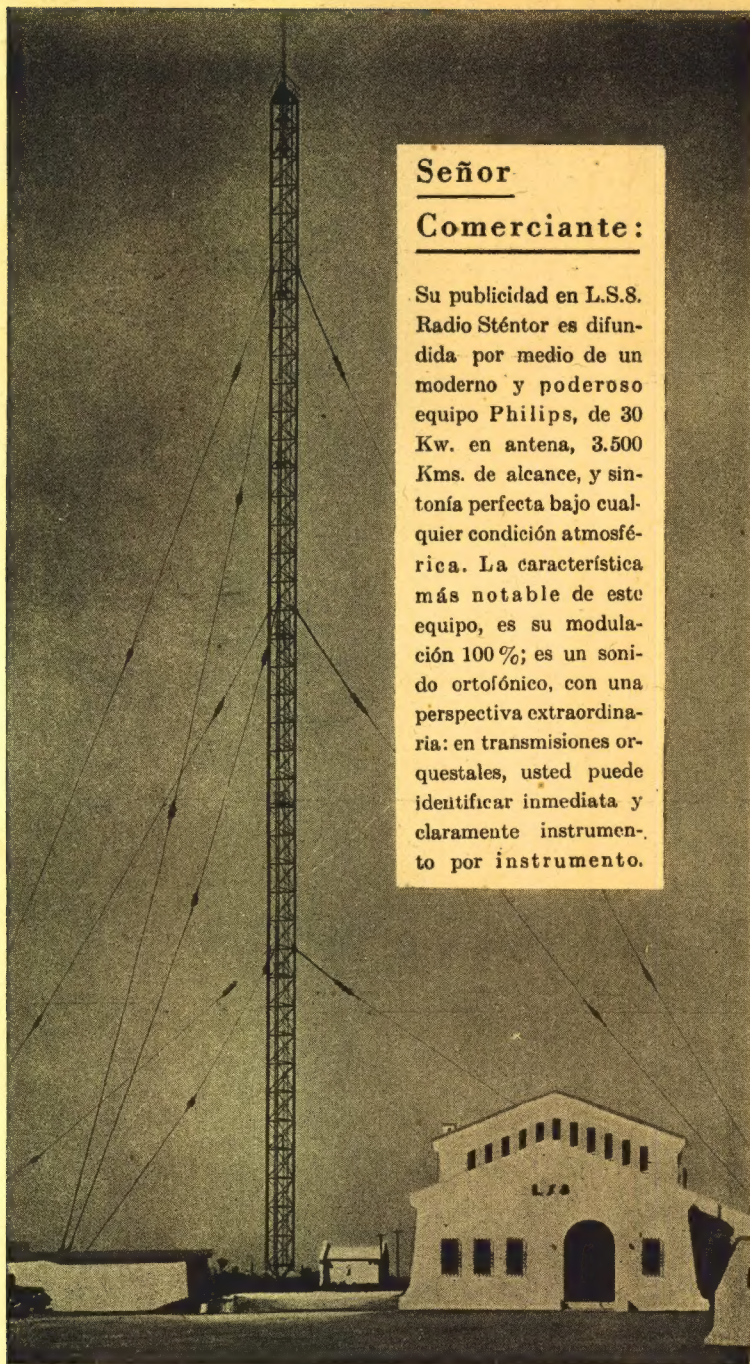 Señor
Comerciante:
Su publicidad en L.S.8.
Radio Sténtor es difun-
dida por medio de un
moderno y poderoso
equipo Philips, de 30
Kw. en antena, 3.500
Kms. de alcance, y sin-
tonía perfecta bajo cual-
quier condición atmosfé-
rica. La característica
más notable de este
equipo, es su modula-
ción 100 %; es un soni-
do ortofónico, con una
perspectiva extraordina-
ria: en transmisiones or-
questales, usted puede
identificar inmediata y
claramente instrumen-
to por instrumento.
LS8